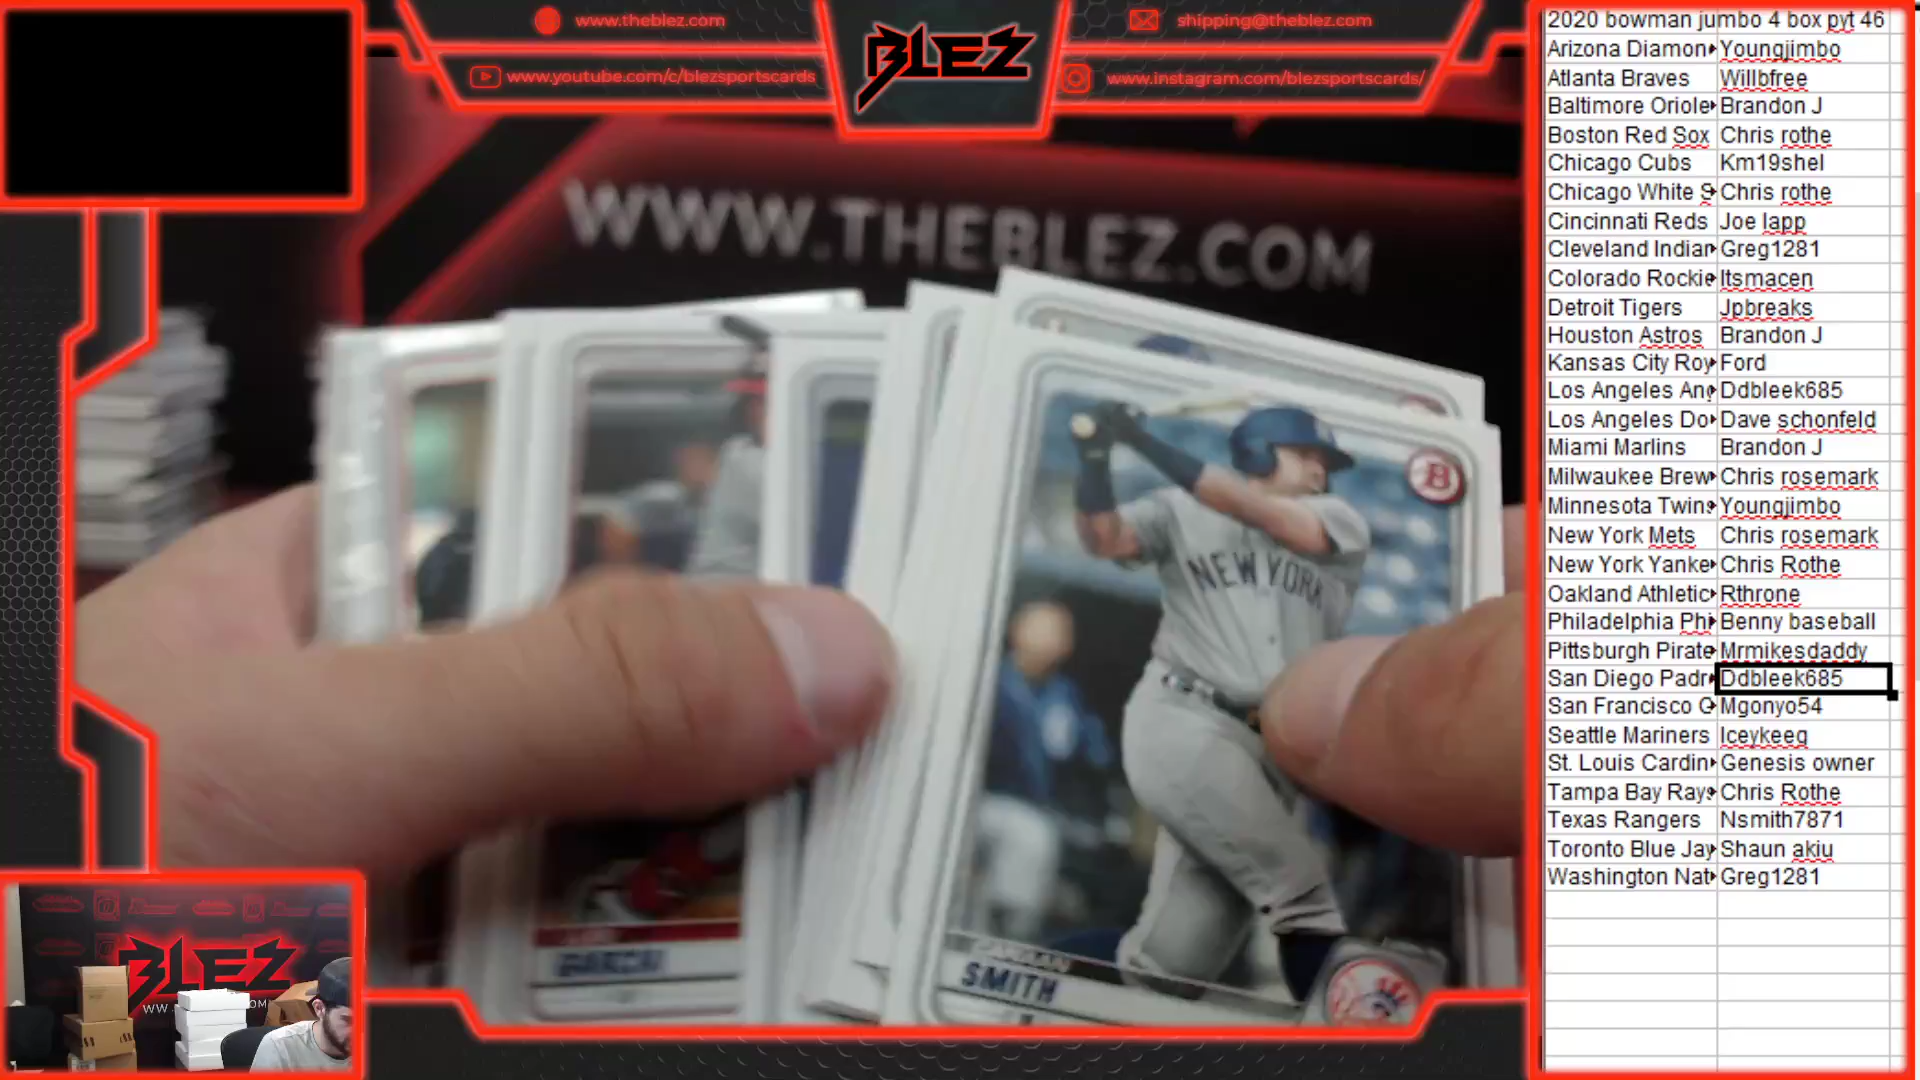 www.theblez.com
www.youtube.com/c/blezsportscards
BLEZ
shipping@theblez.com
www.instagram.com/blezsportscards/
WWW.THEBLEZ.COM
B
NEW YORK
SMITH
GARCIA
BLEZ
2020 bowman jumbo 4 box pyt 46
Arizona Diamon Youngjimbo
Atlanta Braves Willbfree
Baltimore Oriole Brandon J
Boston Red Sox Chris rothe
Chicago Cubs Km19shel
Chicago White S Chris rothe
Cincinnati Reds Joe lapp
Cleveland Indian Greg1281
Colorado Rockie Itsmacen
Detroit Tigers Jpbreaks
Houston Astros Brandon J
Kansas City Roy Ford
Los Angeles Ang Ddbleek685
Los Angeles Do Dave schonfeld
Miami Marlins Brandon J
Milwaukee Brew Chris rosemark
Minnesota Twins Youngjimbo
New York Mets Chris rosemark
New York Yanke Chris Rothe
Oakland Athletic Rthrone
Philadelphia Phi Benny baseball
Pittsburgh Pirate Mrmikesdaddy
San Diego Padr Ddbleek685
San Francisco G Mgonyo54
Seattle Mariners Iceykeeg
St. Louis Cardin Genesis owner
Tampa Bay Rays Chris Rothe
Texas Rangers Nsmith7871
Toronto Blue Jay Shaun akiu
Washington Nat Greg1281